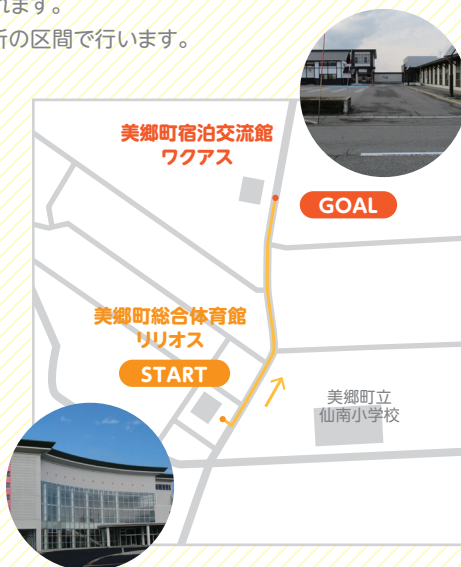 れます。
所の区間で行います。
美郷町宿泊交流館
ワクアス
GOAL
美郷町総合体育館
リリオス
START
美郷町立
仙南小学校